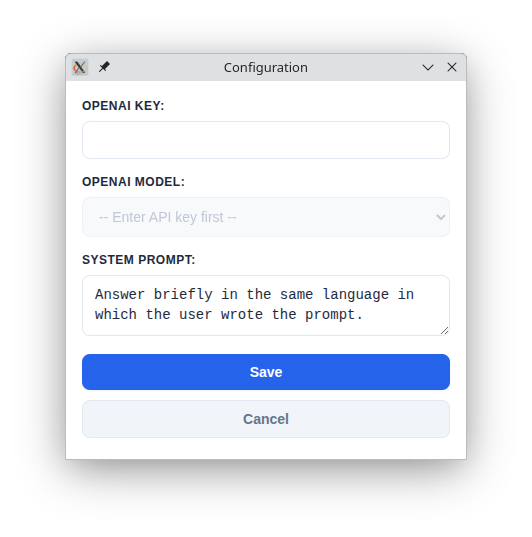 Configuration
OPENAI KEY:
OPENAI MODEL:
-- Enter API key first --
SYSTEM PROMPT:
Answer briefly in the same language in
which the user wrote the prompt.
Save
Cancel